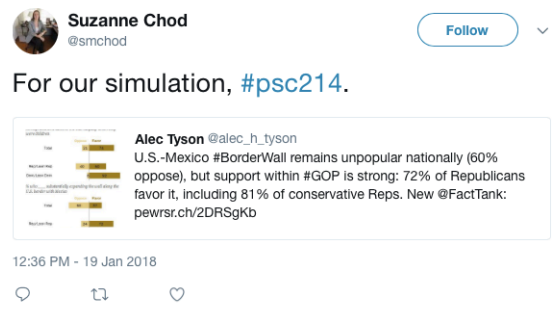 Suzanne Chod
@smchod
Follow
For our simulation, #psc214.
Alec Tyson @alec_h_tyson
U.S.-Mexico #BorderWall remains unpopular nationally (60%
oppose), but support within #GOP is strong: 72% of Republicans
favor it, including 81% of conservative Reps. New @FactTank:
pewrsr.ch/2DRSgKb
12:36 PM - 19 Jan 2018